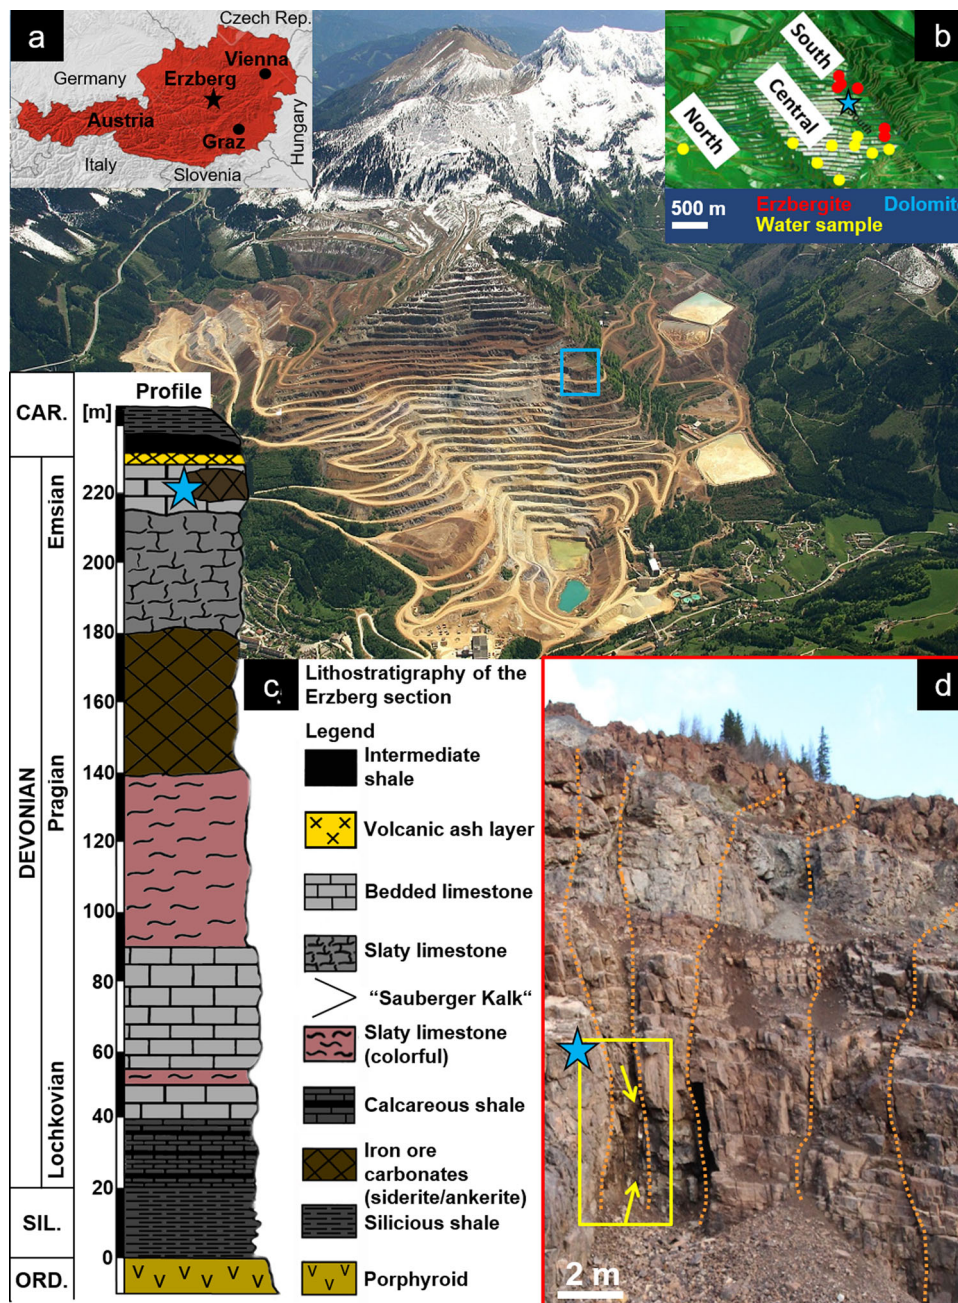 a
Czech Rep.
Germany
Vienna
Erzberg
Austria
Graz
Hungary
Italy
Slovenia
b
South
Central
North
500 m
Erzbergite
Dolomite
Water sample
Profile
CAR.
[m]
Emsian
220
200
180
160
DEVONIAN
Pragian
140
120
100
80
60
Lochkovian
40
20
SIL.
0
ORD.
c
Lithostratigraphy of the
Erzberg section
Legend
Intermediate
shale
Volcanic ash layer
Bedded limestone
Slaty limestone
“Sauberger Kalk“
Slaty limestone
(colorful)
Calcareous shale
Iron ore
carbonates
(siderite/ankerite)
Silicious shale
Porphyroid
d
2 m